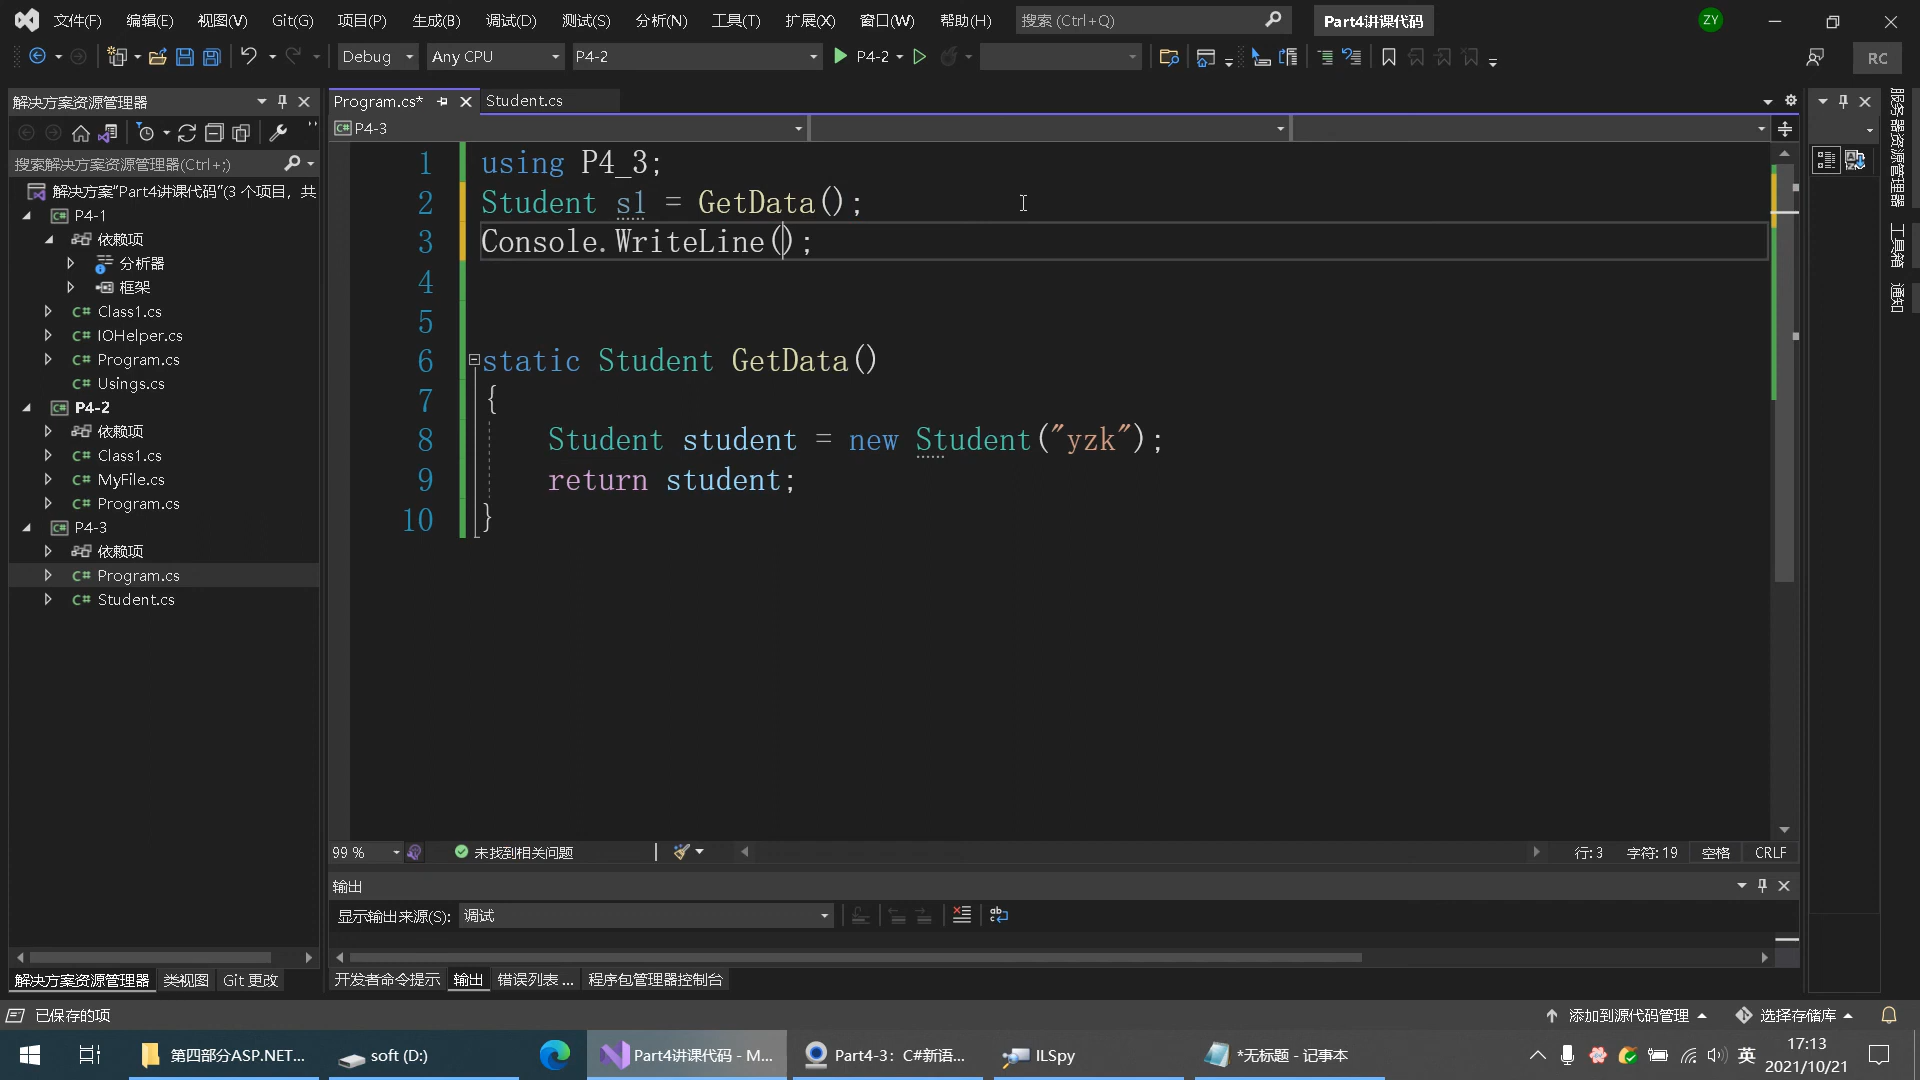 文件(F) 编辑(E) 视图(V) Git(G) 项目(P) 生成(B) 调试(D) 测试(S) 分析(N) 工具(T) 扩展(X) 窗口(W) 帮助(H) 搜索 (Ctrl+Q) Part4讲课代码 ZY
Debug Any CPU P4-2 P4-2 RC
解决方案资源管理器
搜索解决方案资源管理器(Ctrl+;)
解决方案"Part4讲课代码"(3 个项目，共
P4-1
依赖项
分析器
框架
Class1.cs
IOHelper.cs
Program.cs
Usings.cs
P4-2
依赖项
Class1.cs
MyFile.cs
Program.cs
P4-3
依赖项
Program.cs
Student.cs
解决方案资源管理器 类视图 Git 更改
Program.cs* Student.cs
P4-3
1 using P4_3;
2 Student s1 = GetData();
3 Console.WriteLine();
4
5
6 static Student GetData()
7 {
8 Student student = new Student("yzk");
9 return student;
10 }
99 % 未找到相关问题 行: 3 字符: 19 空格 CRLF
输出
显示输出来源(S): 调试
开发者命令提示 输出 错误列表 ... 程序包管理器控制台
服务器资源管理器
工具箱
通知
已保存的项 添加到源代码管理 选择存储库
第四部分ASP.NET... soft (D:) Part4讲课代码 - M... Part4-3：C#新语... ILSpy *无标题 - 记事本 英 17:13
2021/10/21